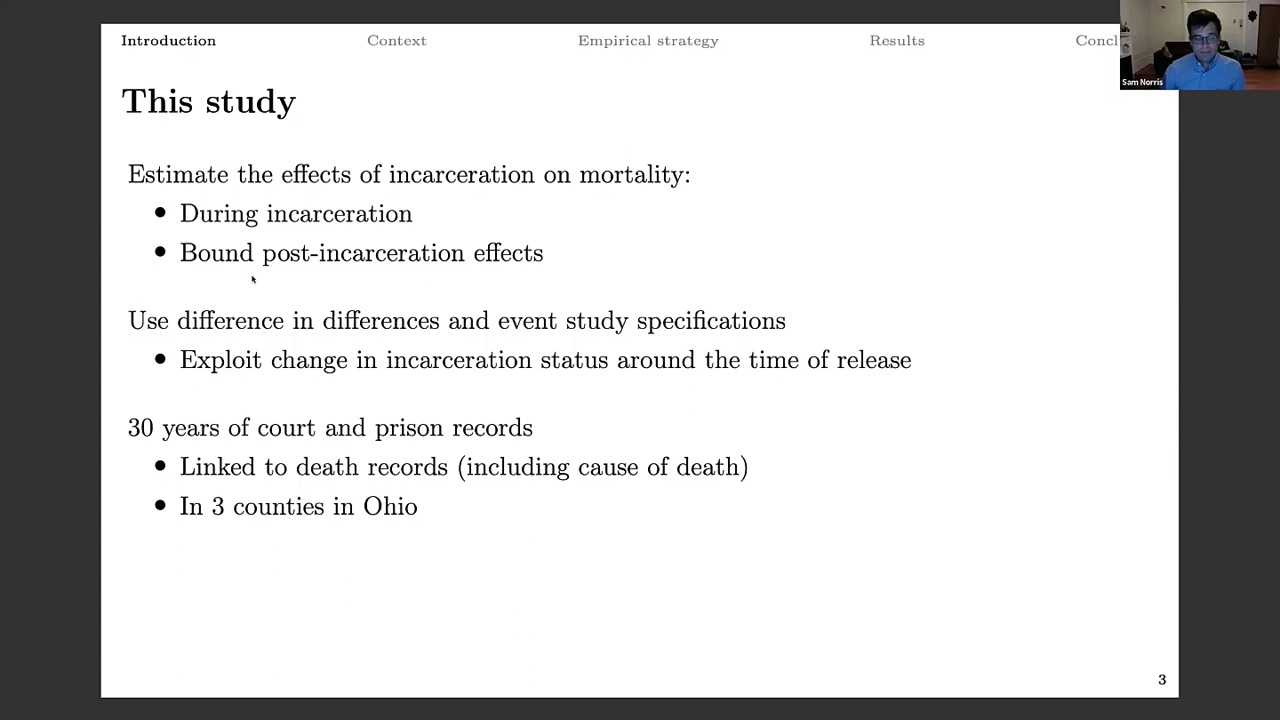 Introduction Context Empirical strategy Results Concl
Sam Norris
This study
Estimate the effects of incarceration on mortality:
• During incarceration
• Bound post-incarceration effects
Use difference in differences and event study specifications
• Exploit change in incarceration status around the time of release
30 years of court and prison records
• Linked to death records (including cause of death)
• In 3 counties in Ohio
3